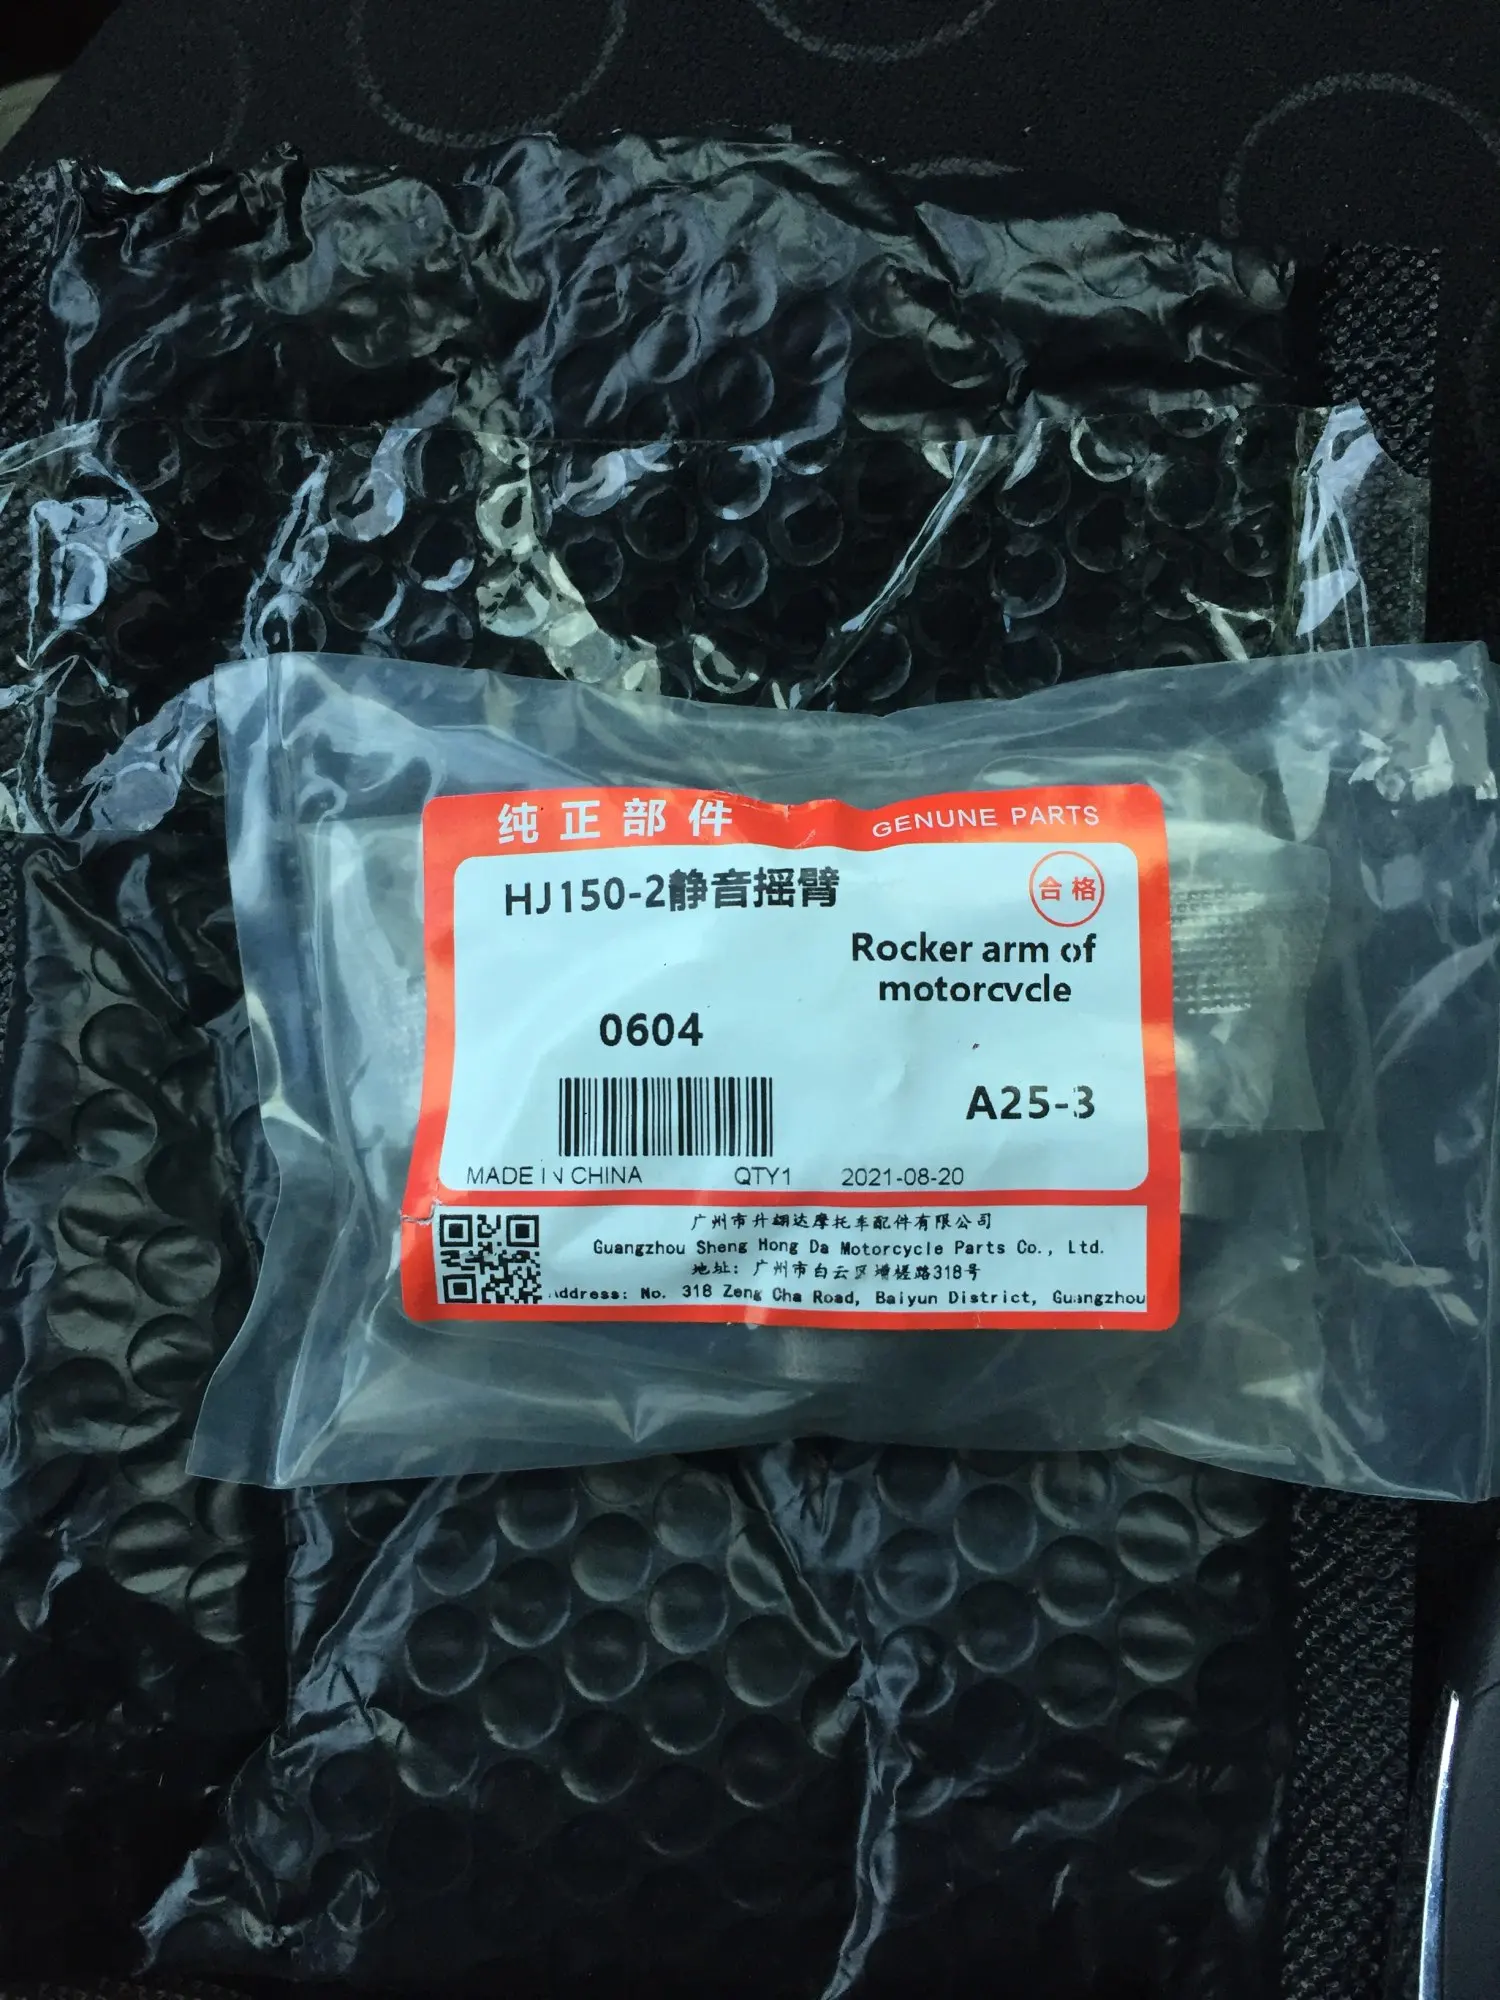 纯正部件 GENUNE PARTS
HJ150-2静音摇臂
合格
Rocker arm of
motorcycle
0604
A25-3
MADE IN CHINA QTY1 2021-08-20
广州市升翃达摩托车配件有限公司
Guangzhou Sheng Hong Da Motorcycle Parts Co., Ltd.
地址：广州市白云区增槎路318号
Address: No. 318 Zeng Cha Road, Baiyun District, Guangzhou